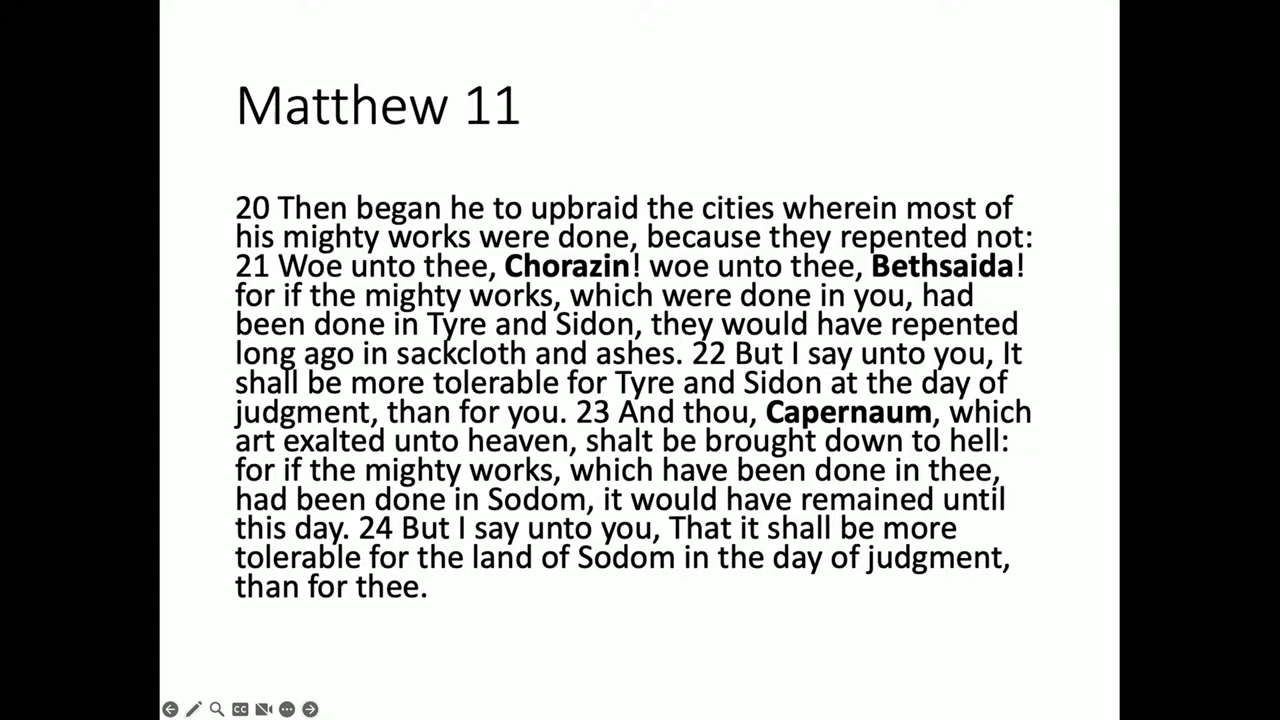 Matthew 11
20 Then began he to upbraid the cities wherein most of
his mighty works were done, because they repented not:
21 Woe unto thee, Chorazin! woe unto thee, Bethsaida!
for if the mighty works, which were done in you, had
been done in Tyre and Sidon, they would have repented
long ago in sackcloth and ashes. 22 But I say unto you, It
shall be more tolerable for Tyre and Sidon at the day of
judgment, than for you. 23 And thou, Capernaum, which
art exalted unto heaven, shalt be brought down to hell:
for if the mighty works, which have been done in thee,
had been done in Sodom, it would have remained until
this day. 24 But I say unto you, That it shall be more
tolerable for the land of Sodom in the day of judgment,
than for thee.
CC